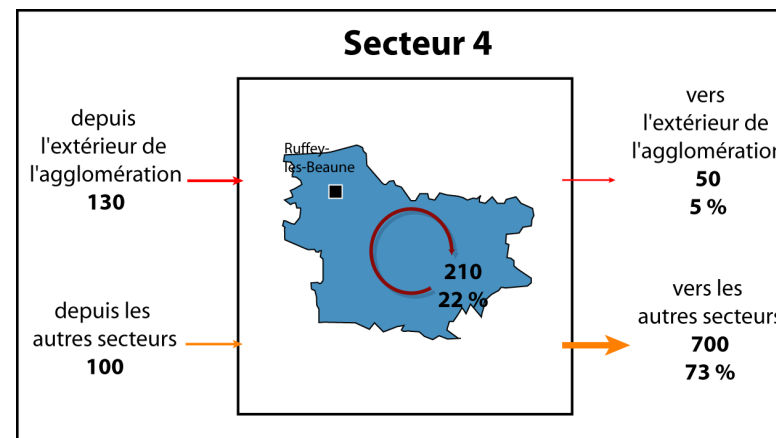 Secteur 4
depuis
l'extérieur de
l'agglomération
130
depuis les
autres secteurs
100
Ruffey-
lès-Beaune
210
22 %
vers
l'extérieur de
l'agglomération
50
5 %
vers les
autres secteurs
700
73 %